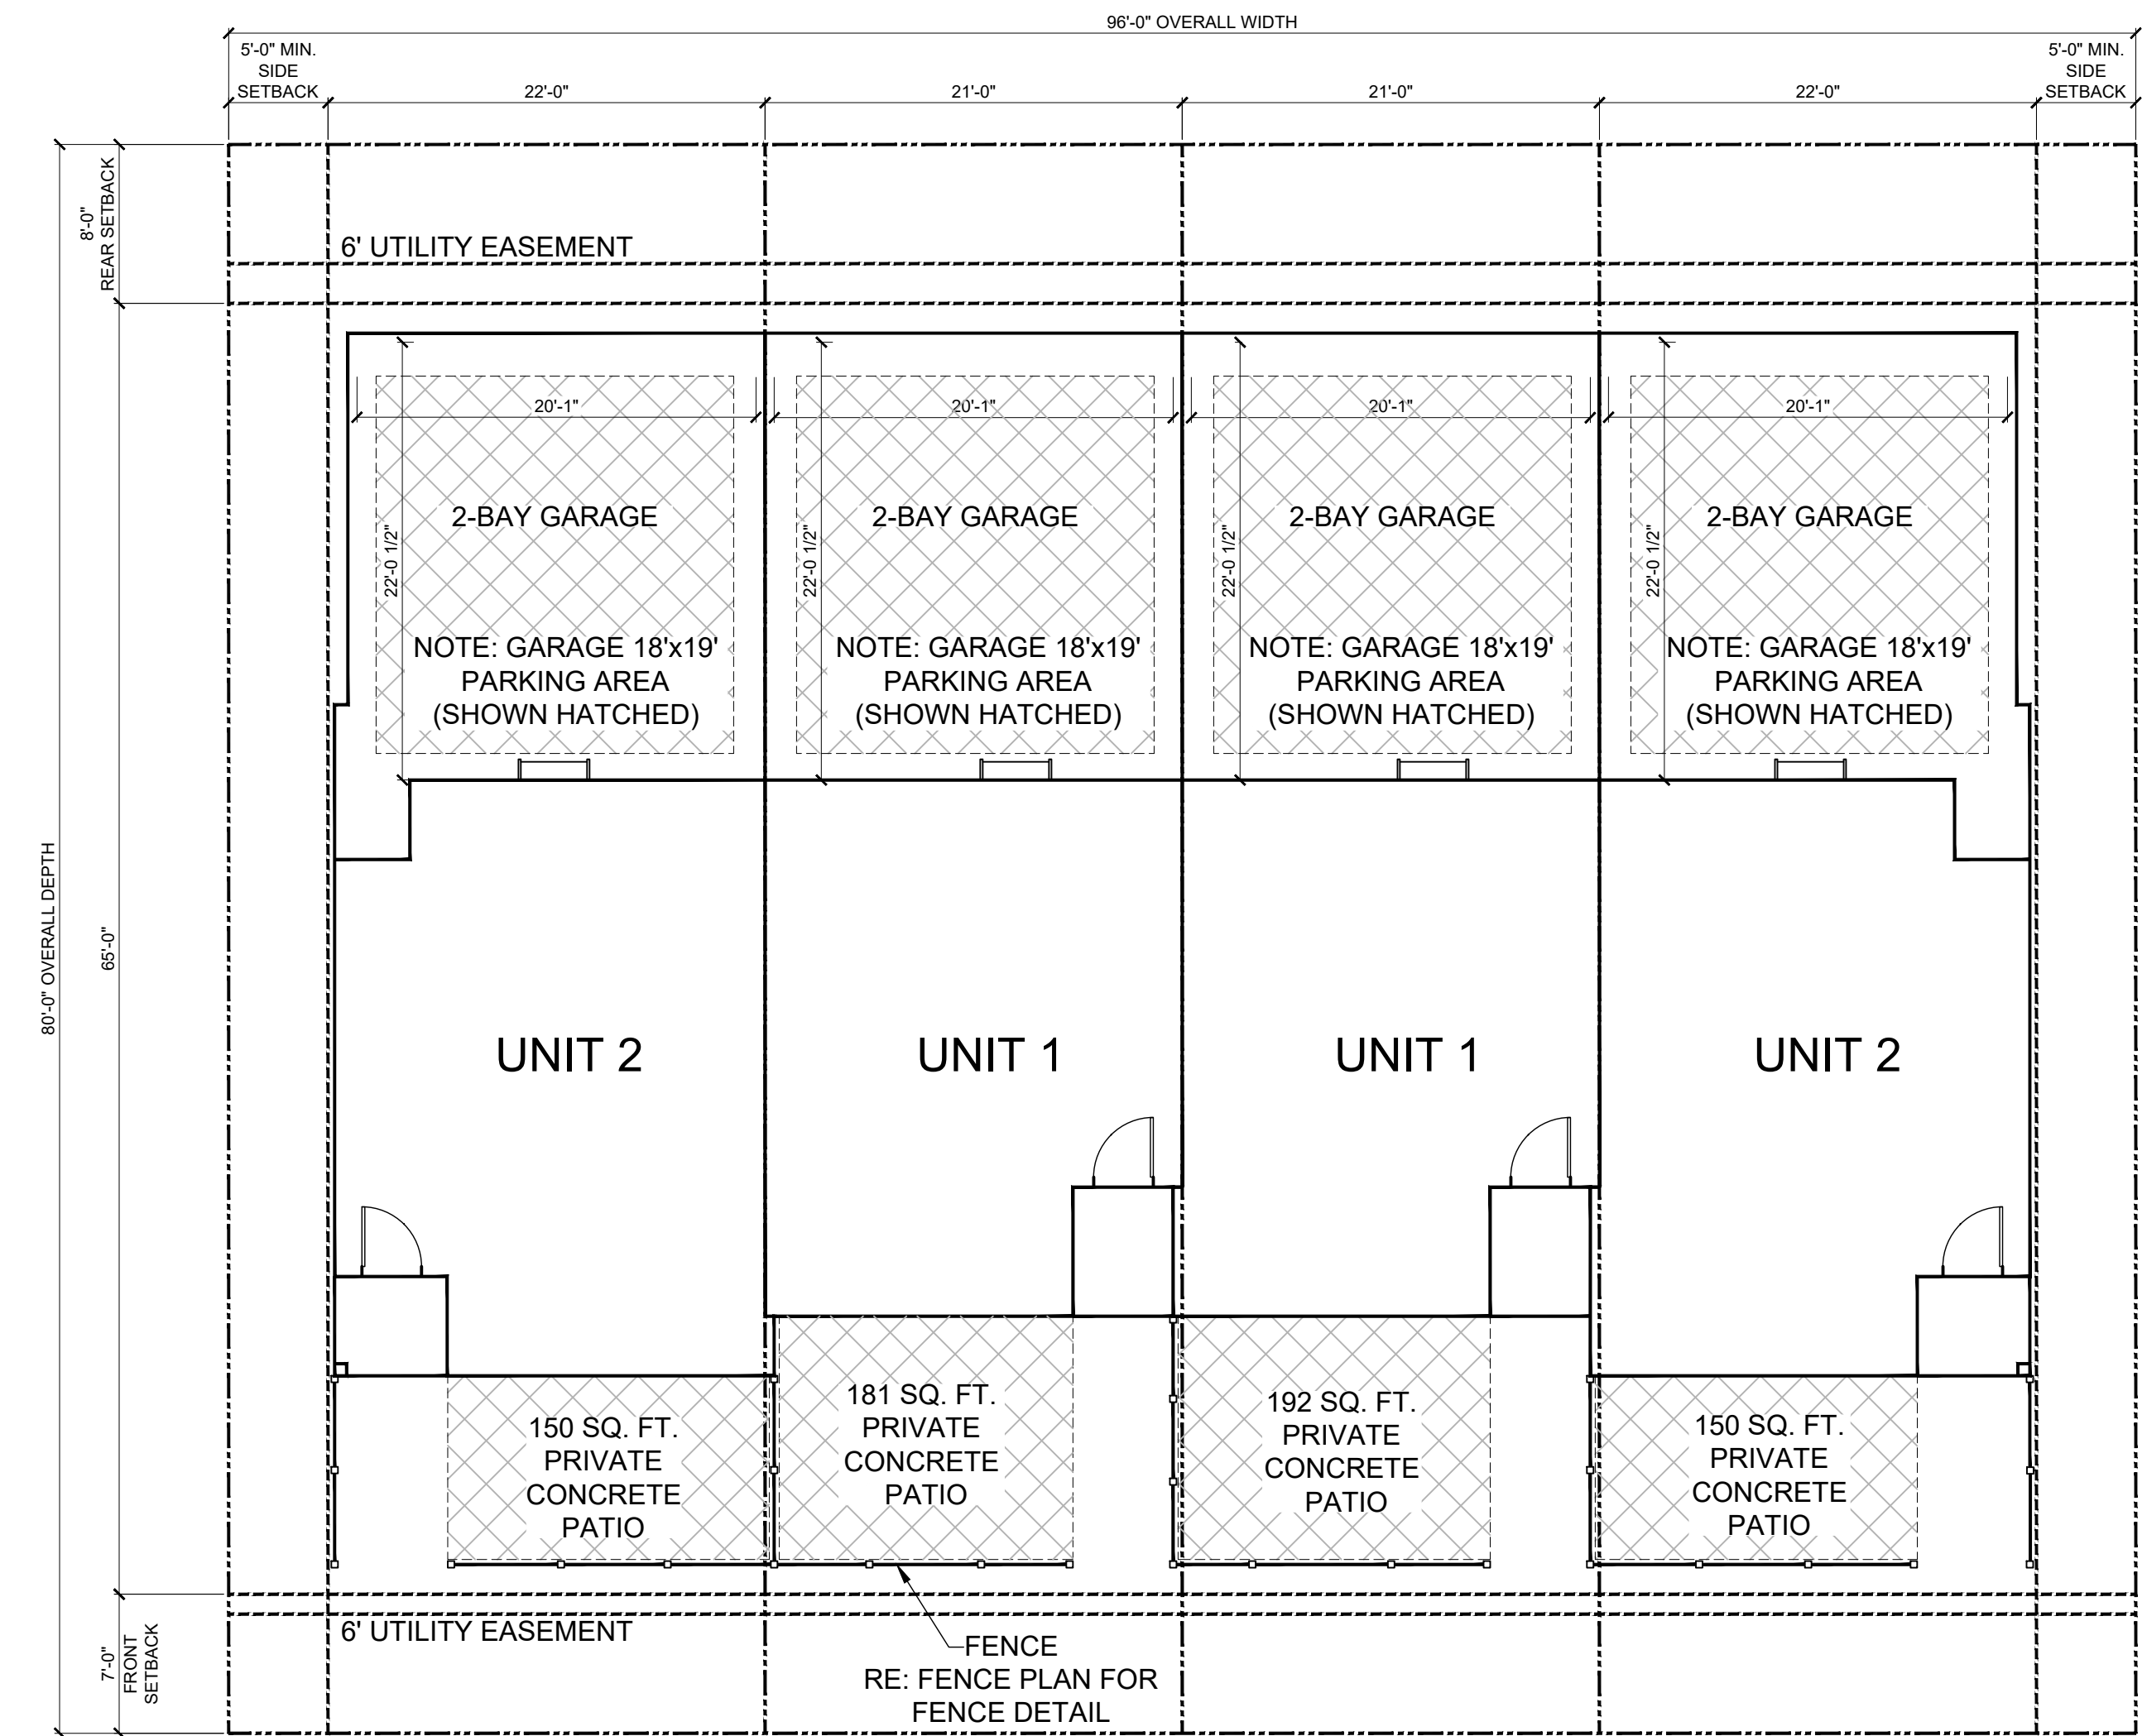 96'-0" OVERALL WIDTH
5'-0" MIN.
SIDE
SETBACK
22'-0"
21'-0"
21'-0"
22'-0"
5'-0" MIN.
SIDE
SETBACK
8'-0"
REAR SETBACK
6' UTILITY EASEMENT
20'-1"
20'-1"
20'-1"
20'-1"
2-BAY GARAGE
2-BAY GARAGE
2-BAY GARAGE
2-BAY GARAGE
22'-0 1/2"
22'-0 1/2"
22'-0 1/2"
22'-0 1/2"
NOTE: GARAGE 18'x19'
PARKING AREA
(SHOWN HATCHED)
NOTE: GARAGE 18'x19'
PARKING AREA
(SHOWN HATCHED)
NOTE: GARAGE 18'x19'
PARKING AREA
(SHOWN HATCHED)
NOTE: GARAGE 18'x19'
PARKING AREA
(SHOWN HATCHED)
80'-0" OVERALL DEPTH
65'-0"
UNIT 2
UNIT 1
UNIT 1
UNIT 2
150 SQ. FT.
PRIVATE
CONCRETE
PATIO
181 SQ. FT.
PRIVATE
CONCRETE
PATIO
192 SQ. FT.
PRIVATE
CONCRETE
PATIO
150 SQ. FT.
PRIVATE
CONCRETE
PATIO
7'-0"
FRONT
SETBACK
6' UTILITY EASEMENT
FENCE
RE: FENCE PLAN FOR
FENCE DETAIL